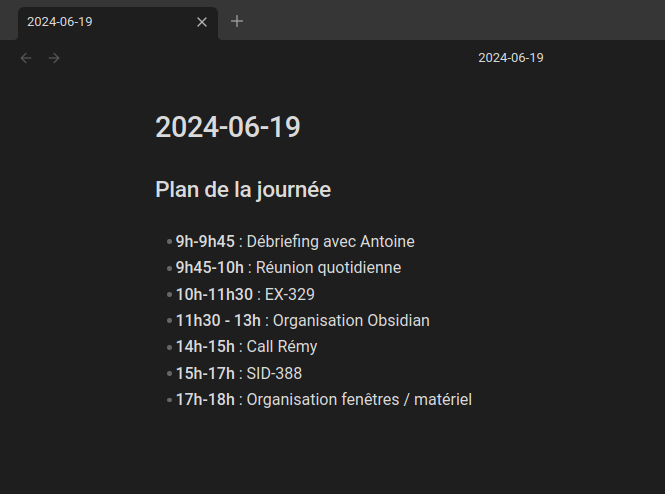 2024-06-19
2024-06-19
2024-06-19
Plan de la journée
9h-9h45 : Débriefing avec Antoine
9h45-10h : Réunion quotidienne
10h-11h30 : EX-329
11h30 - 13h : Organisation Obsidian
14h-15h : Call Rémy
15h-17h : SID-388
17h-18h : Organisation fenêtres / matériel